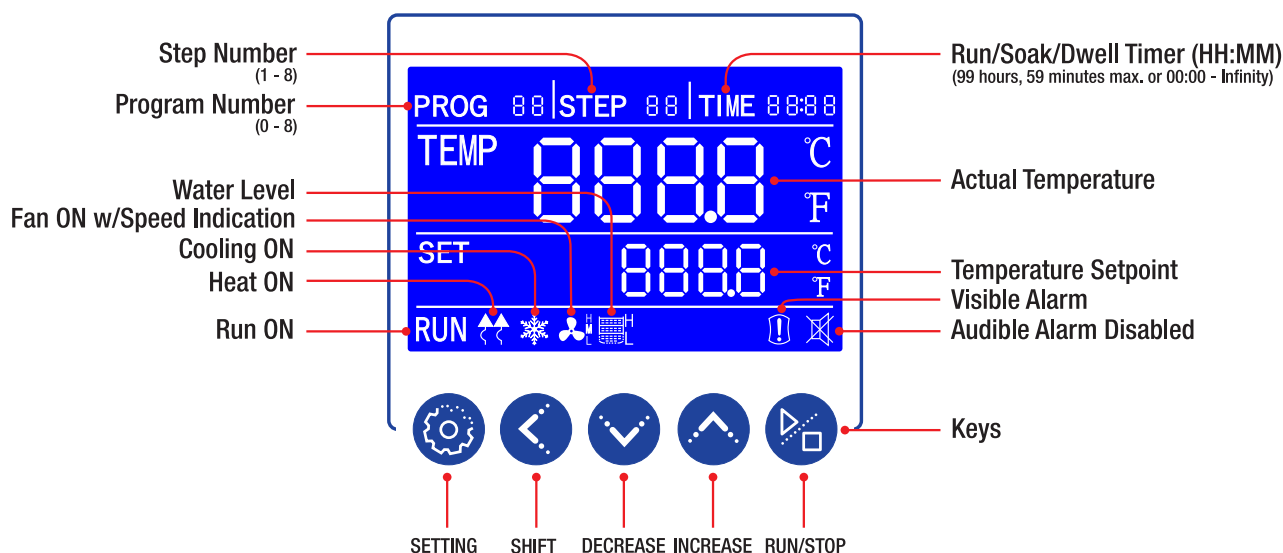 Step Number
(1 - 8)
Program Number
(0 - 8)
Water Level
Fan ON w/Speed Indication
Cooling ON
Heat ON
Run ON
Run/Soak/Dwell Timer (HH:MM)
(99 hours, 59 minutes max. or 00:00 - Infinity)
Actual Temperature
Temperature Setpoint
Visible Alarm
Audible Alarm Disabled
Keys
PROG 88 STEP 88 TIME 88:88
TEMP 888.8 °C
°F
SET 888.8 °C
°F
RUN H M L H L
SETTING SHIFT DECREASE INCREASE RUN/STOP